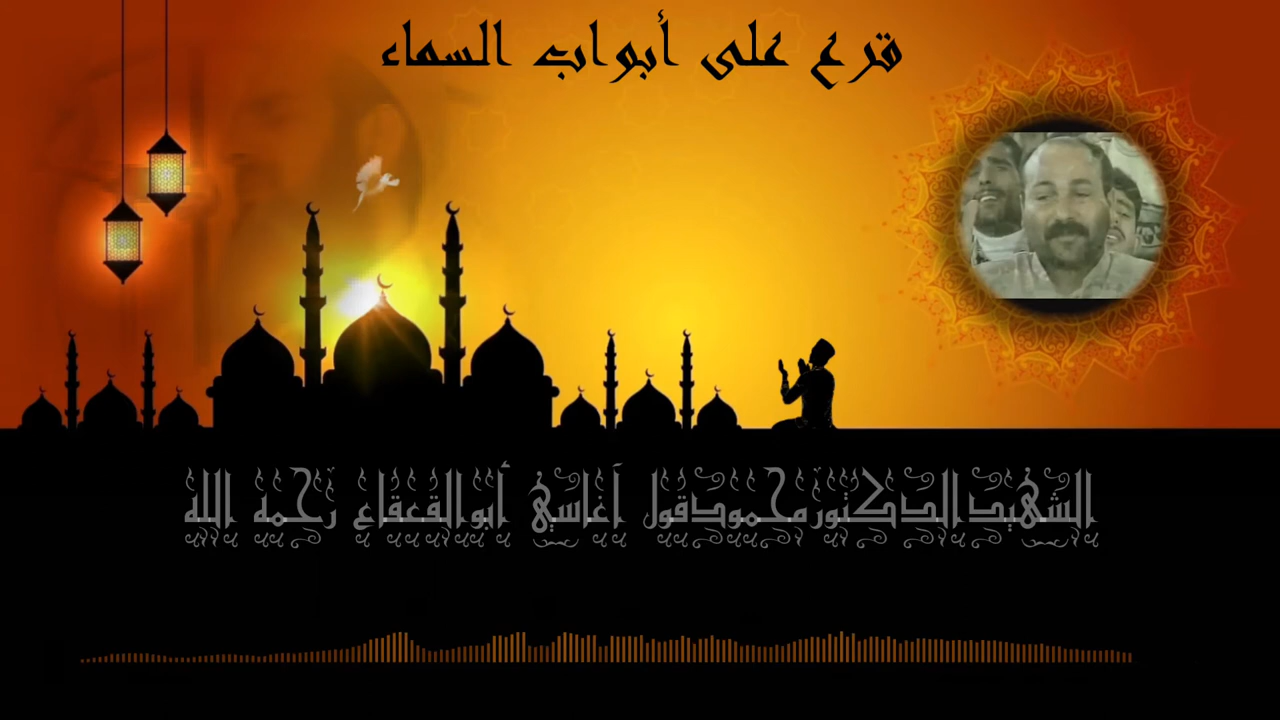 قرع على أبواب السماء
الشهيد الدكتور محمود قول آغاسي أبو القعقاع رحمه الله